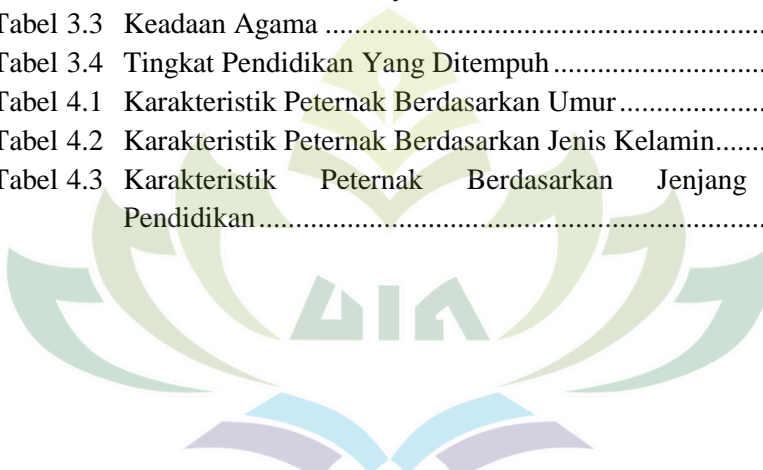 Tabel 3.3 Keadaan Agama ....................................................
Tabel 3.4 Tingkat Pendidikan Yang Ditempuh .........................
Tabel 4.1 Karakteristik Peternak Berdasarkan Umur .................
Tabel 4.2 Karakteristik Peternak Berdasarkan Jenis Kelamin.......
Tabel 4.3 Karakteristik Peternak Berdasarkan Jenjang
Pendidikan ...............................................................
UIN